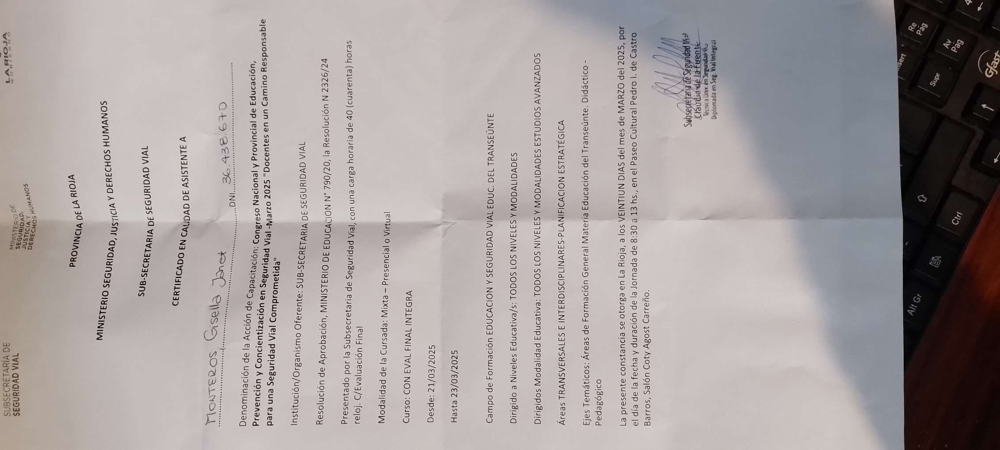 SUBSECRETARÍA DE
SEGURIDAD VIAL
MINISTERIO DE
SEGURIDAD,
JUSTICIA Y
DERECHOS HUMANOS
LA RIOJA
GOBIERNO
PROVINCIA DE LA RIOJA
MINISTERIO SEGURIDAD, JUSTICIA Y DERECHOS HUMANOS
SUB-SECRETARIA DE SEGURIDAD VIAL
CERTIFICADO EN CALIDAD DE ASISTENTE A
MONTEROS Gisella Janet DNI 36.438.670
Denominación de la Acción de Capacitación: Congreso Nacional y Provincial de Educación,
Prevención y Concientización en Seguridad Vial -Marzo 2025 "Docentes en un Camino Responsable
para una Seguridad Vial Comprometida"
Institución/Organismo Oferente: SUB-SECRETARIA DE SEGURIDAD VIAL
Resolución de Aprobación, MINISTERIO DE EDUCACION N° 790/20, la Resolución N 2326/24
Presentado por la Subsecretaria de Seguridad Vial, con una carga horaria de 40 (cuarenta) horas
reloj. C/Evaluación Final
Modalidad de la Cursada: Mixta – Presencial o Virtual
Curso: CON EVAL FINAL INTEGRA
Desde: 21/03/2025
Hasta 23/03/2025
Campo de Formación EDUCACION Y SEGURIDAD VIAL EDUC. DEL TRANSEÚNTE
Dirigido a Niveles Educativa/s: TODOS LOS NIVELES Y MODALIDADES
Dirigidos Modalidad Educativa: TODOS LOS NIVELES Y MODALIDADES ESTUDIOS AVANZADOS
Áreas TRANSVERSALES E INTERDISCIPLINARES-PLANIFICACION ESTRATÉGICA
Ejes Temáticos: Áreas de Formación General Materia Educación del Transeúnte. Didáctico -
Pedagógico
La presente constancia se otorga en La Rioja, a los VEINTIUN DIAS del mes de MARZO del 2025, por
el día de la fecha y duración de la Jornada de 8:30 a 13 hs., en el Paseo Cultural Pedro I. de Castro
Barros, Salón Coty Agost Carreño.
Subsecretaria de Seguridad Vial
Claudia de la Fuente
Técnica Univ. en Seguridad Vial
Diplomada en Seg. Vial Integral
Re
Pág
Av
Pág
Insert
Supr
Gfast
Ctrl
Alt Gr